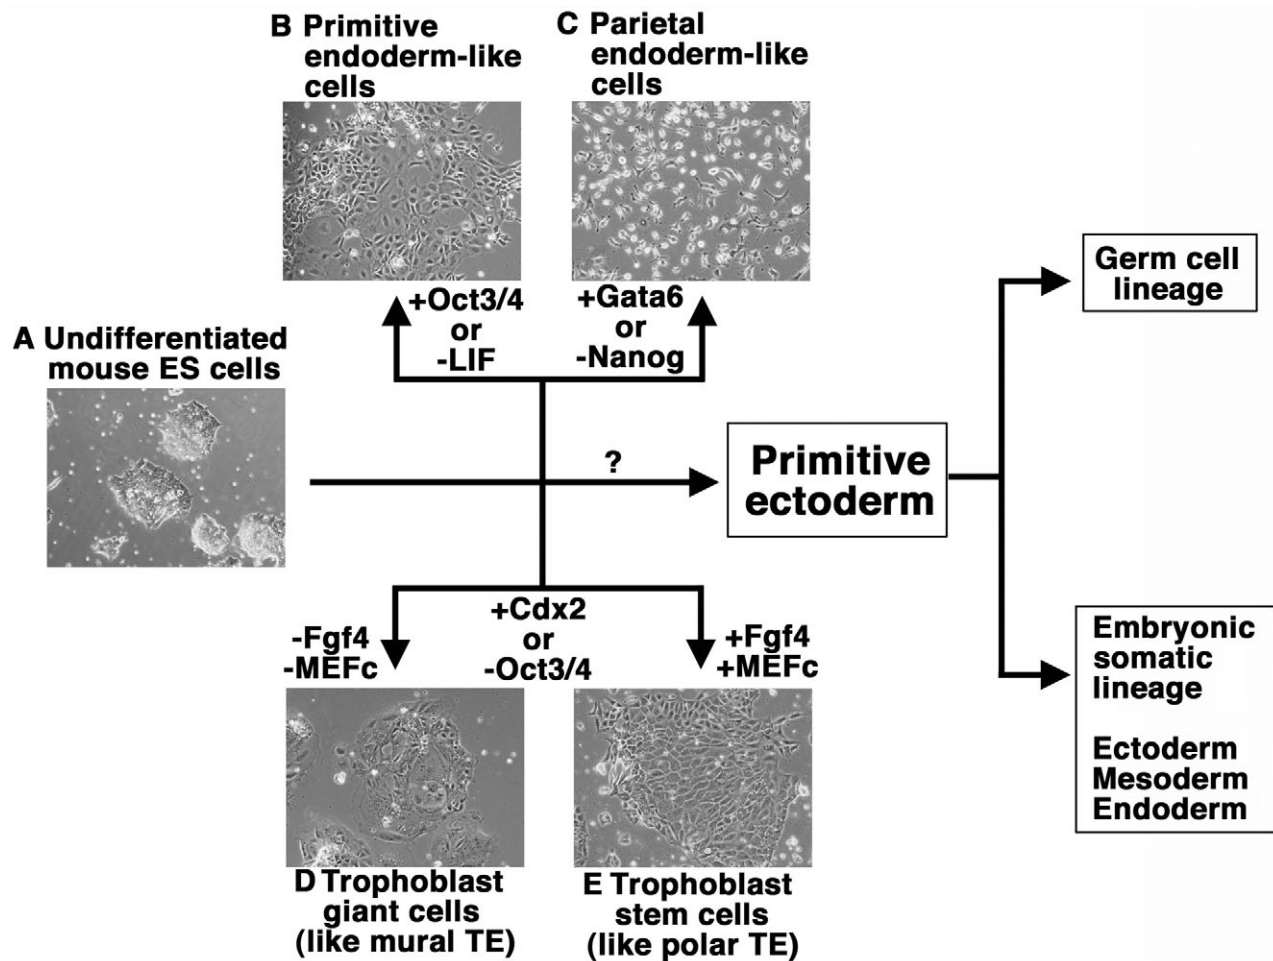 B Primitive
endoderm-like
cells
C Parietal
endoderm-like
cells
+Oct3/4
or
-LIF
+Gata6
or
-Nanog
A Undifferentiated
mouse ES cells
?
Primitive
ectoderm
Germ cell
lineage
Embryonic
somatic
lineage
Ectoderm
Mesoderm
Endoderm
-Fgf4
-MEFc
+Cdx2
or
-Oct3/4
+Fgf4
+MEFc
D Trophoblast
giant cells
(like mural TE)
E Trophoblast
stem cells
(like polar TE)